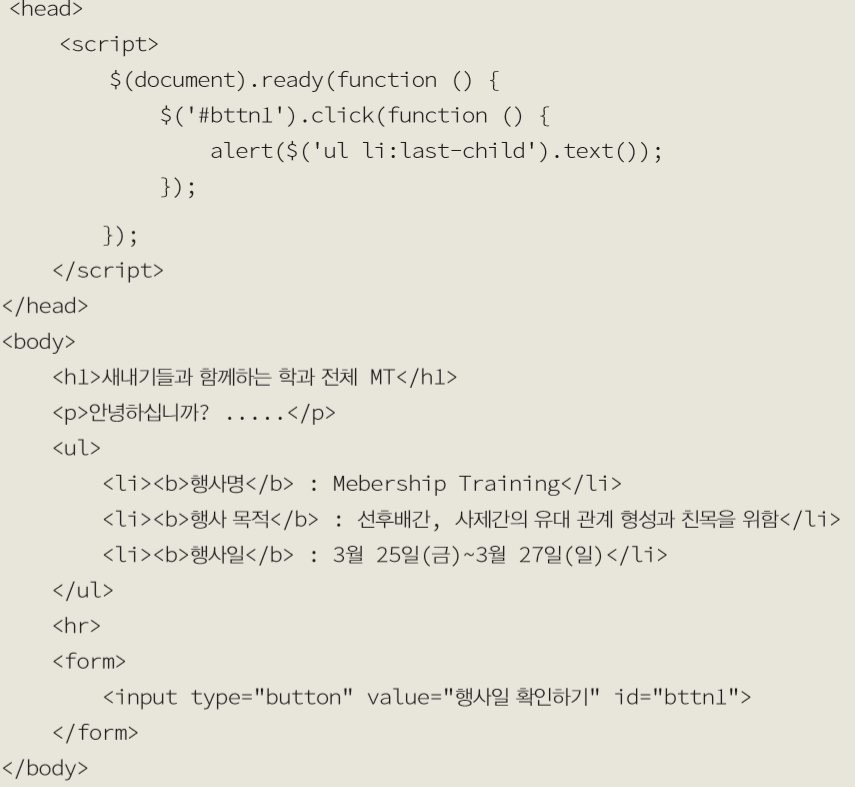 <head>
<script>
$(document).ready(function () {
$('#bttn1').click(function () {
alert($('ul li:last-child').text());
});
});
</script>
</head>
<body>
<h1>새내기들과 함께하는 학과 전체 MT</h1>
<p>안녕하십니까? .....</p>
<ul>
<li><b>행사명</b> : Mebership Training</li>
<li><b>행사 목적</b> : 선후배간, 사제간의 유대 관계 형성과 친목을 위함</li>
<li><b>행사일</b> : 3월 25일(금)~3월 27일(일)</li>
</ul>
<hr>
<form>
<input type="button" value="행사일 확인하기" id="bttn1">
</form>
</body>